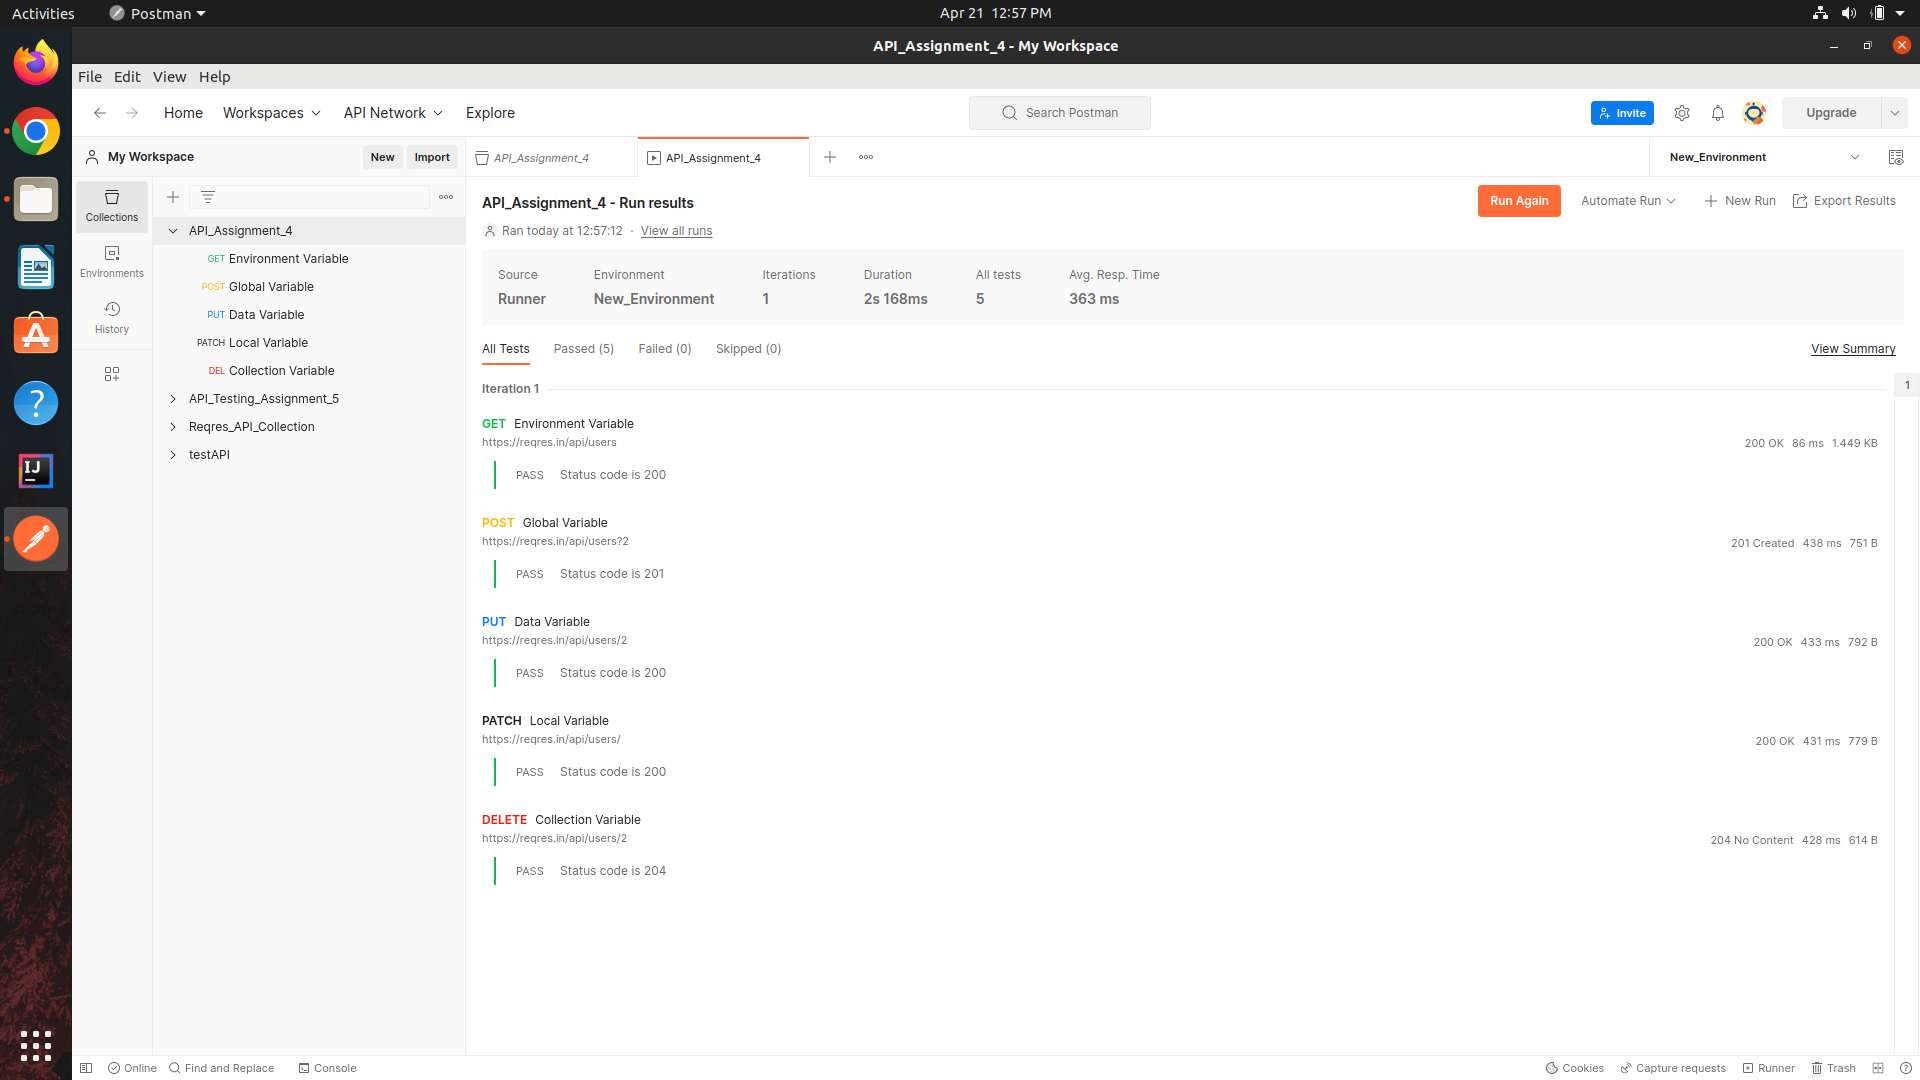 Activities
Postman
Apr 21 12:57 PM
API_Assignment_4 - My Workspace
File Edit View Help
Home Workspaces API Network Explore
Search Postman
Invite
Upgrade
My Workspace
New Import
API_Assignment_4
API_Assignment_4
New_Environment
Collections
Environments
History
API_Assignment_4
GET Environment Variable
POST Global Variable
PUT Data Variable
PATCH Local Variable
DEL Collection Variable
API_Testing_Assignment_5
Reqres_API_Collection
testAPI
API_Assignment_4 - Run results
Run Again Automate Run New Run Export Results
Ran today at 12:57:12 · View all runs
Source Environment Iterations Duration All tests Avg. Resp. Time
Runner New_Environment 1 2s 168ms 5 363 ms
All Tests Passed (5) Failed (0) Skipped (0) View Summary
Iteration 1
1
GET Environment Variable
https://reqres.in/api/users
200 OK 86 ms 1.449 KB
PASS Status code is 200
POST Global Variable
https://reqres.in/api/users?2
201 Created 438 ms 751 B
PASS Status code is 201
PUT Data Variable
https://reqres.in/api/users/2
200 OK 433 ms 792 B
PASS Status code is 200
PATCH Local Variable
https://reqres.in/api/users/
200 OK 431 ms 779 B
PASS Status code is 200
DELETE Collection Variable
https://reqres.in/api/users/2
204 No Content 428 ms 614 B
PASS Status code is 204
Online Find and Replace Console
Cookies Capture requests Runner Trash
IJ
?